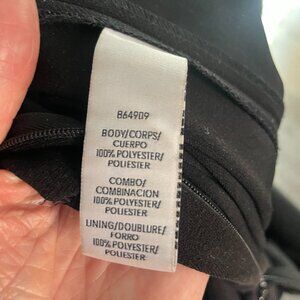 B64909
BODY/CORPS/
CUERPO
100% POLYESTER/
POLIESTER
COMBO/
COMBINACION
100% POLYESTER/
POLIESTER
LINING/DOUBLURE/
FORRO
100% POLYESTER/
POLIESTER